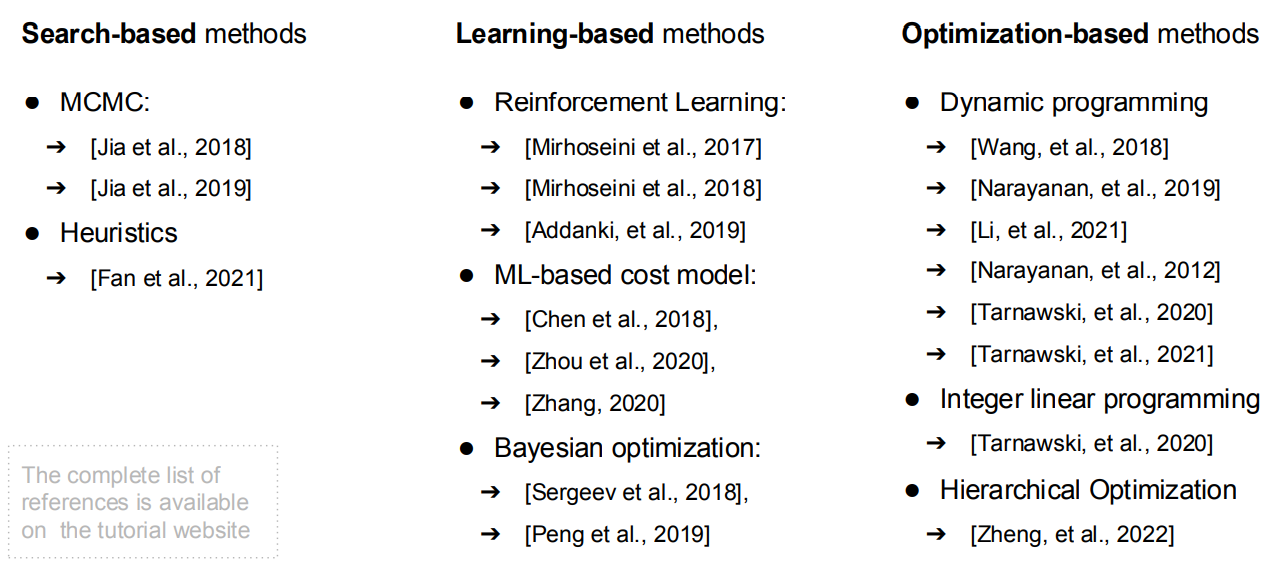 Search-based methods
● MCMC:
➔ [Jia et al., 2018]
➔ [Jia et al., 2019]
● Heuristics
➔ [Fan et al., 2021]
The complete list of
references is available
on the tutorial website
Learning-based methods
● Reinforcement Learning:
➔ [Mirhoseini et al., 2017]
➔ [Mirhoseini et al., 2018]
➔ [Addanki, et al., 2019]
● ML-based cost model:
➔ [Chen et al., 2018],
➔ [Zhou et al., 2020],
➔ [Zhang, 2020]
● Bayesian optimization:
➔ [Sergeev et al., 2018],
➔ [Peng et al., 2019]
Optimization-based methods
● Dynamic programming
➔ [Wang, et al., 2018]
➔ [Narayanan, et al., 2019]
➔ [Li, et al., 2021]
➔ [Narayanan, et al., 2012]
➔ [Tarnawski, et al., 2020]
➔ [Tarnawski, et al., 2021]
● Integer linear programming
➔ [Tarnawski, et al., 2020]
● Hierarchical Optimization
➔ [Zheng, et al., 2022]